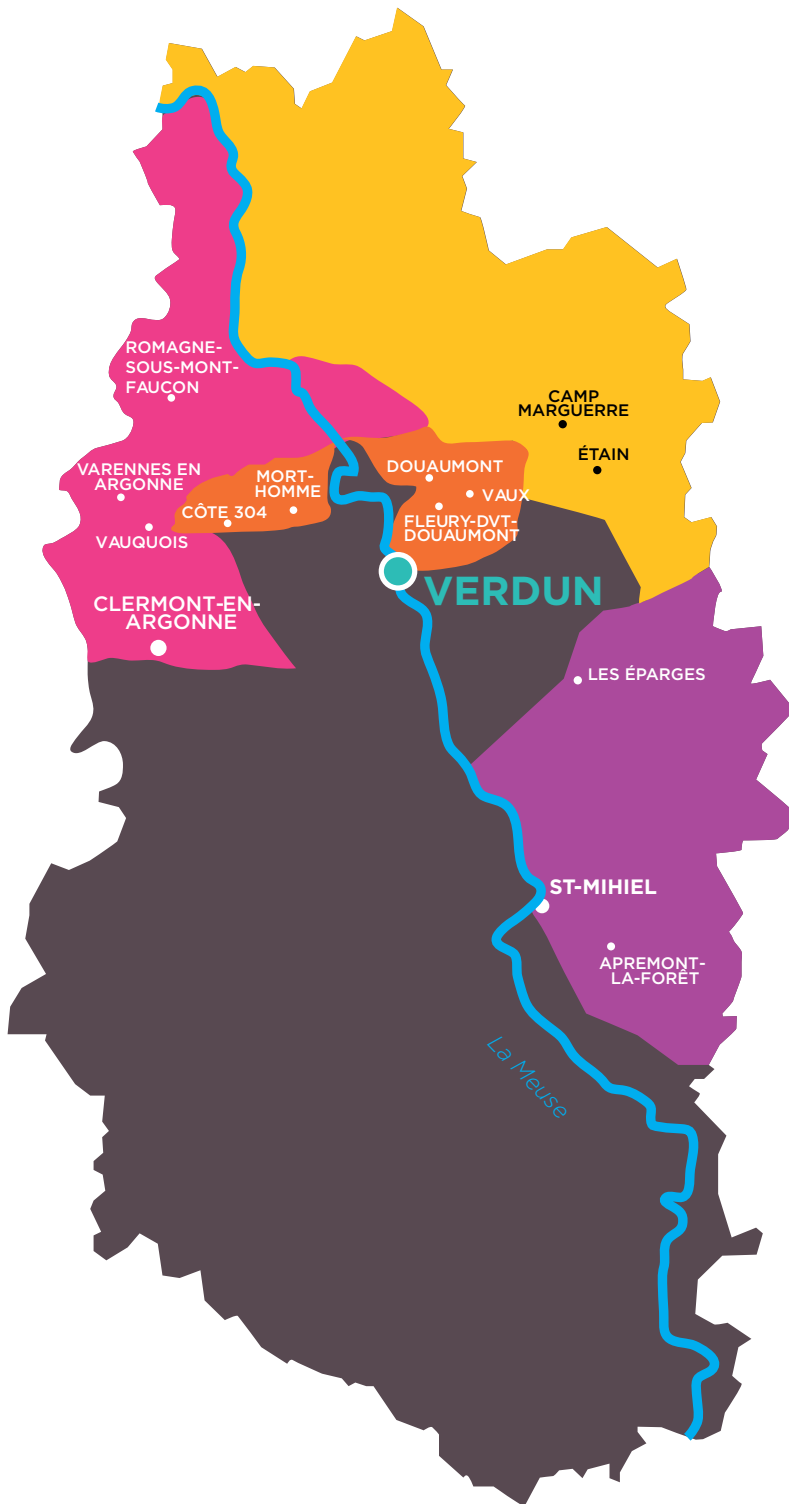 ROMAGNE-
SOUS-MONT-
FAUCON
CAMP
MARGUERRE
ÉTAIN
VARENNES EN
ARGONNE
MORT-
HOMME
DOUAUMONT
VAUX
CÔTE 304
FLEURY-DVT-
DOUAUMONT
VAUQUOIS
VERDUN
CLERMONT-EN-
ARGONNE
LES ÉPARGES
ST-MIHIEL
APREMONT-
LA-FORÊT
La Meuse